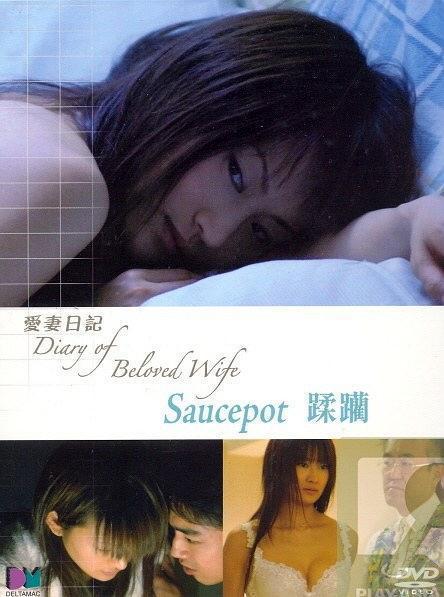 愛妻日記
Diary of
Beloved Wife
Saucepot 蹂躪
DELTAMAC
DVD
VIDEO